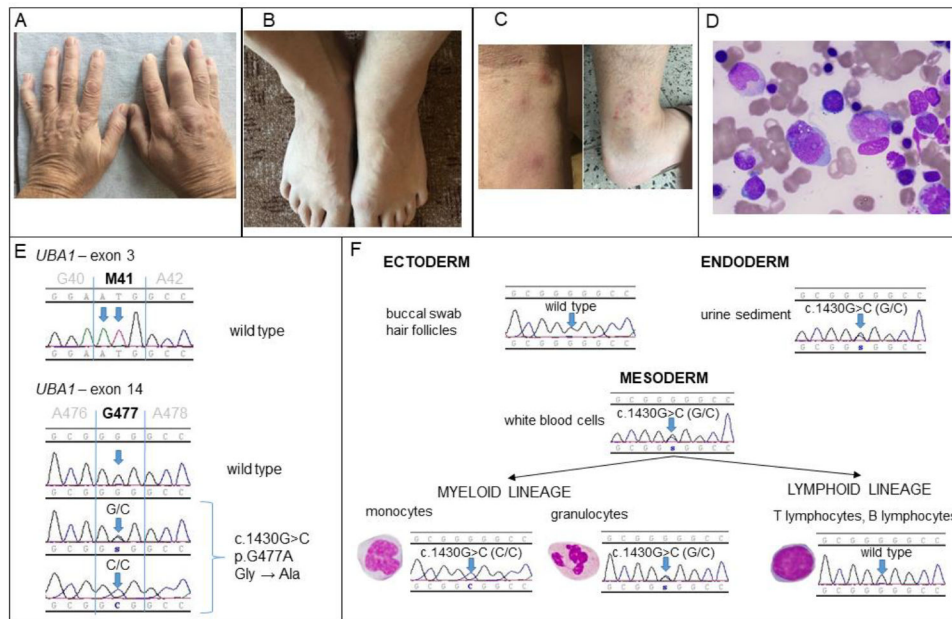 A
B
C
D
E
UBA1 – exon 3
G40 M41 A42
G G A A T G G C C
wild type
G G A A T G G C C
UBA1 – exon 14
A476 G477 A478
G C G G G G G C C
wild type
G C G G G G G C C
G/C
G C G G S G G C C
c.1430G>C
p.G477A
Gly → Ala
C/C
G C G G C G G C C
F
ECTODERM
ENDODERM
buccal swab
hair follicles
G C G G G G G C C
wild type
G C G G G G G C C
urine sediment
G C G G G G G C C
c.1430G>C (G/C)
G C G G S G G C C
MESODERM
white blood cells
G C G G G G G C C
c.1430G>C (G/C)
G C G G S G G C C
MYELOID LINEAGE
LYMPHOID LINEAGE
monocytes
granulocytes
T lymphocytes, B lymphocytes
G C G G G G G C C
c.1430G>C (C/C)
G C G G C G G C C
G C G G G G G C C
c.1430G>C (G/C)
G C G G S G G C C
G C G G G G G C C
wild type
G C G G G G G C C